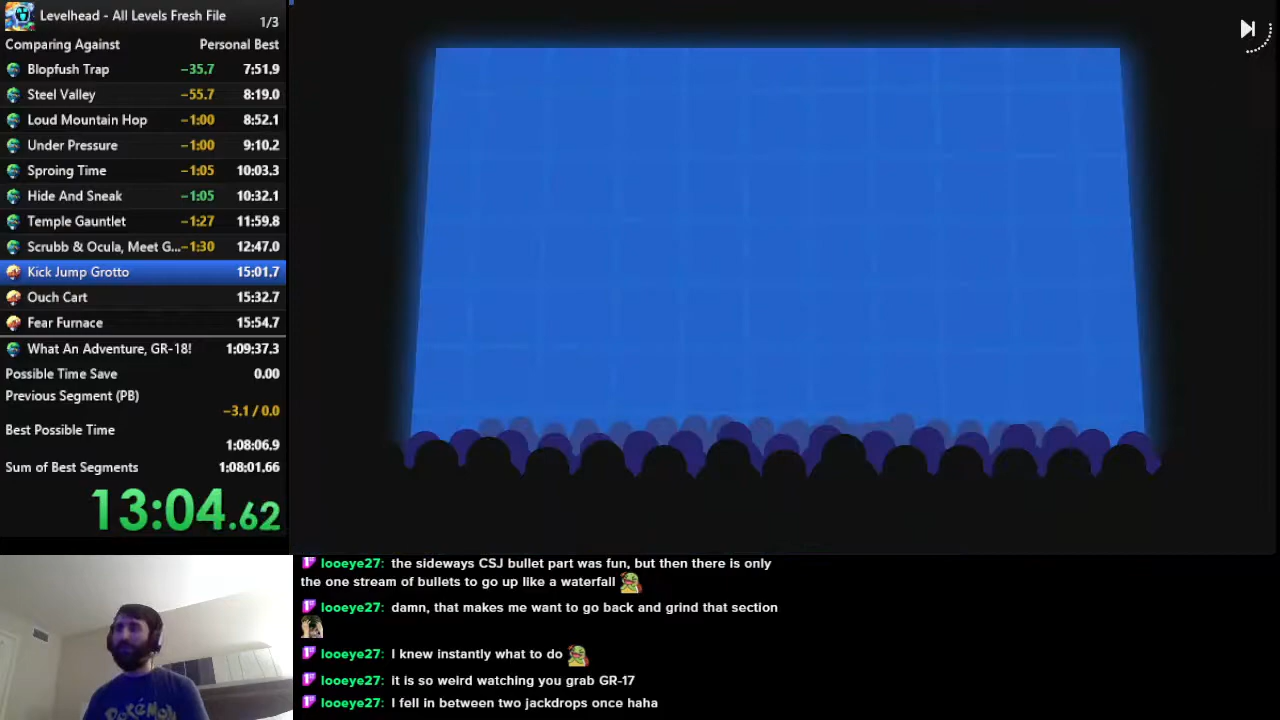 Levelhead - All Levels Fresh File 1/3
Comparing Against Personal Best
Blopfush Trap -35.7 7:51.9
Steel Valley -55.7 8:19.0
Loud Mountain Hop -1:00 8:52.1
Under Pressure -1:00 9:10.2
Sproing Time -1:05 10:03.3
Hide And Sneak -1:05 10:32.1
Temple Gauntlet -1:27 11:59.8
Scrubb & Ocula, Meet G... -1:30 12:47.0
Kick Jump Grotto 15:01.7
Ouch Cart 15:32.7
Fear Furnace 15:54.7
What An Adventure, GR-18! 1:09:37.3
Possible Time Save 0.00
Previous Segment (PB)
-3.1 / 0.0
Best Possible Time
1:08:06.9
Sum of Best Segments 1:08:01.66
13:04.62
looeye27: the sideways CSJ bullet part was fun, but then there is only
the one stream of bullets to go up like a waterfall
looeye27: damn, that makes me want to go back and grind that section
looeye27: I knew instantly what to do
looeye27: it is so weird watching you grab GR-17
looeye27: I fell in between two jackdrops once haha
POKéMON